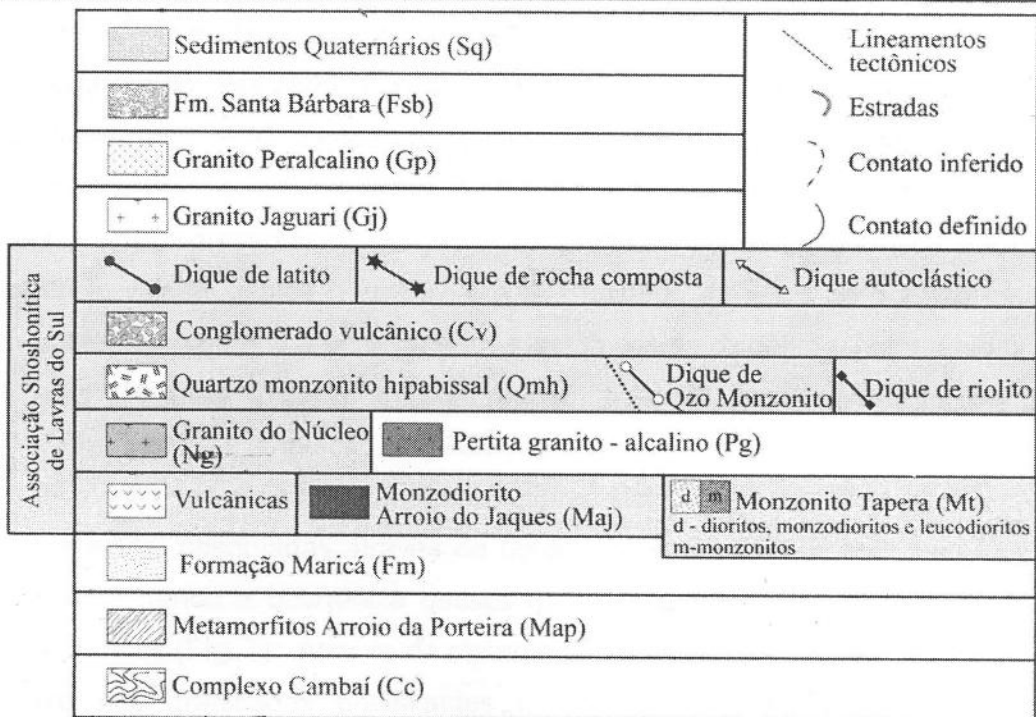 Sedimentos Quaternários (Sq)
Fm. Santa Bárbara (Fsb)
Granito Peralcalino (Gp)
Granito Jaguari (Gj)
Lineamentos
tectônicos
Estradas
Contato inferido
Contato definido
Associação Shoshonítica
de Lavras do Sul
Dique de latito
Dique de rocha composta
Dique autoclástico
Conglomerado vulcânico (Cv)
Quartzo monzonito hipabissal (Qmh)
Dique de
Qzo Monzonito
Dique de riolito
Granito do Núcleo
(Ng)
Pertita granito - alcalino (Pg)
Vulcânicas
Monzodiorito
Arroio do Jaques (Maj)
d m Monzonito Tapera (Mt)
d - dioritos, monzodioritos e leucodioritos
m-monzonitos
Formação Maricá (Fm)
Metamorfitos Arroio da Porteira (Map)
Complexo Cambaí (Cc)